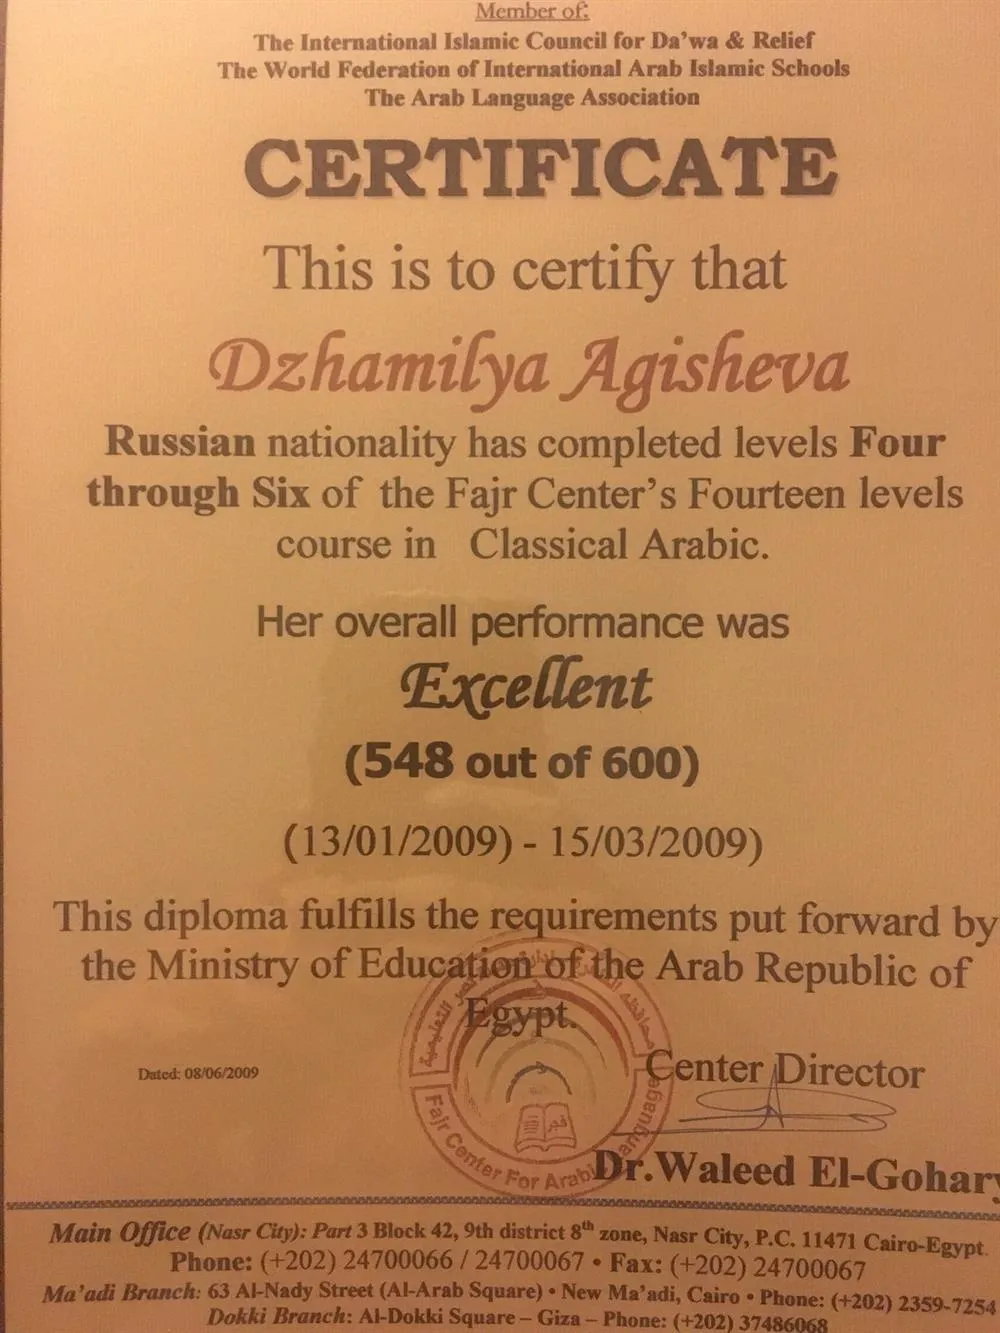 Member of:
The International Islamic Council for Da'wa & Relief
The World Federation of International Arab Islamic Schools
The Arab Language Association
CERTIFICATE
This is to certify that
Dzhamilya Agisheva
Russian nationality has completed levels Four
through Six of the Fajr Center's Fourteen levels
course in Classical Arabic.
Her overall performance was
Excellent
(548 out of 600)
(13/01/2009) - 15/03/2009)
This diploma fulfills the requirements put forward by
the Ministry of Education of the Arab Republic of
Egypt.
Dated: 08/06/2009
Center Director
Fajr Center For Arabic Language
فجر
Dr.Waleed El-Gohary
Main Office (Nasr City): Part 3 Block 42, 9th district 8th zone, Nasr City, P.C. 11471 Cairo-Egypt.
Phone: (+202) 24700066 / 24700067 • Fax: (+202) 24700067
Ma'adi Branch: 63 Al-Nady Street (Al-Arab Square) • New Ma'adi, Cairo • Phone: (+202) 2359-7254
Dokki Branch: Al-Dokki Square – Giza – Phone: (+202) 37486068